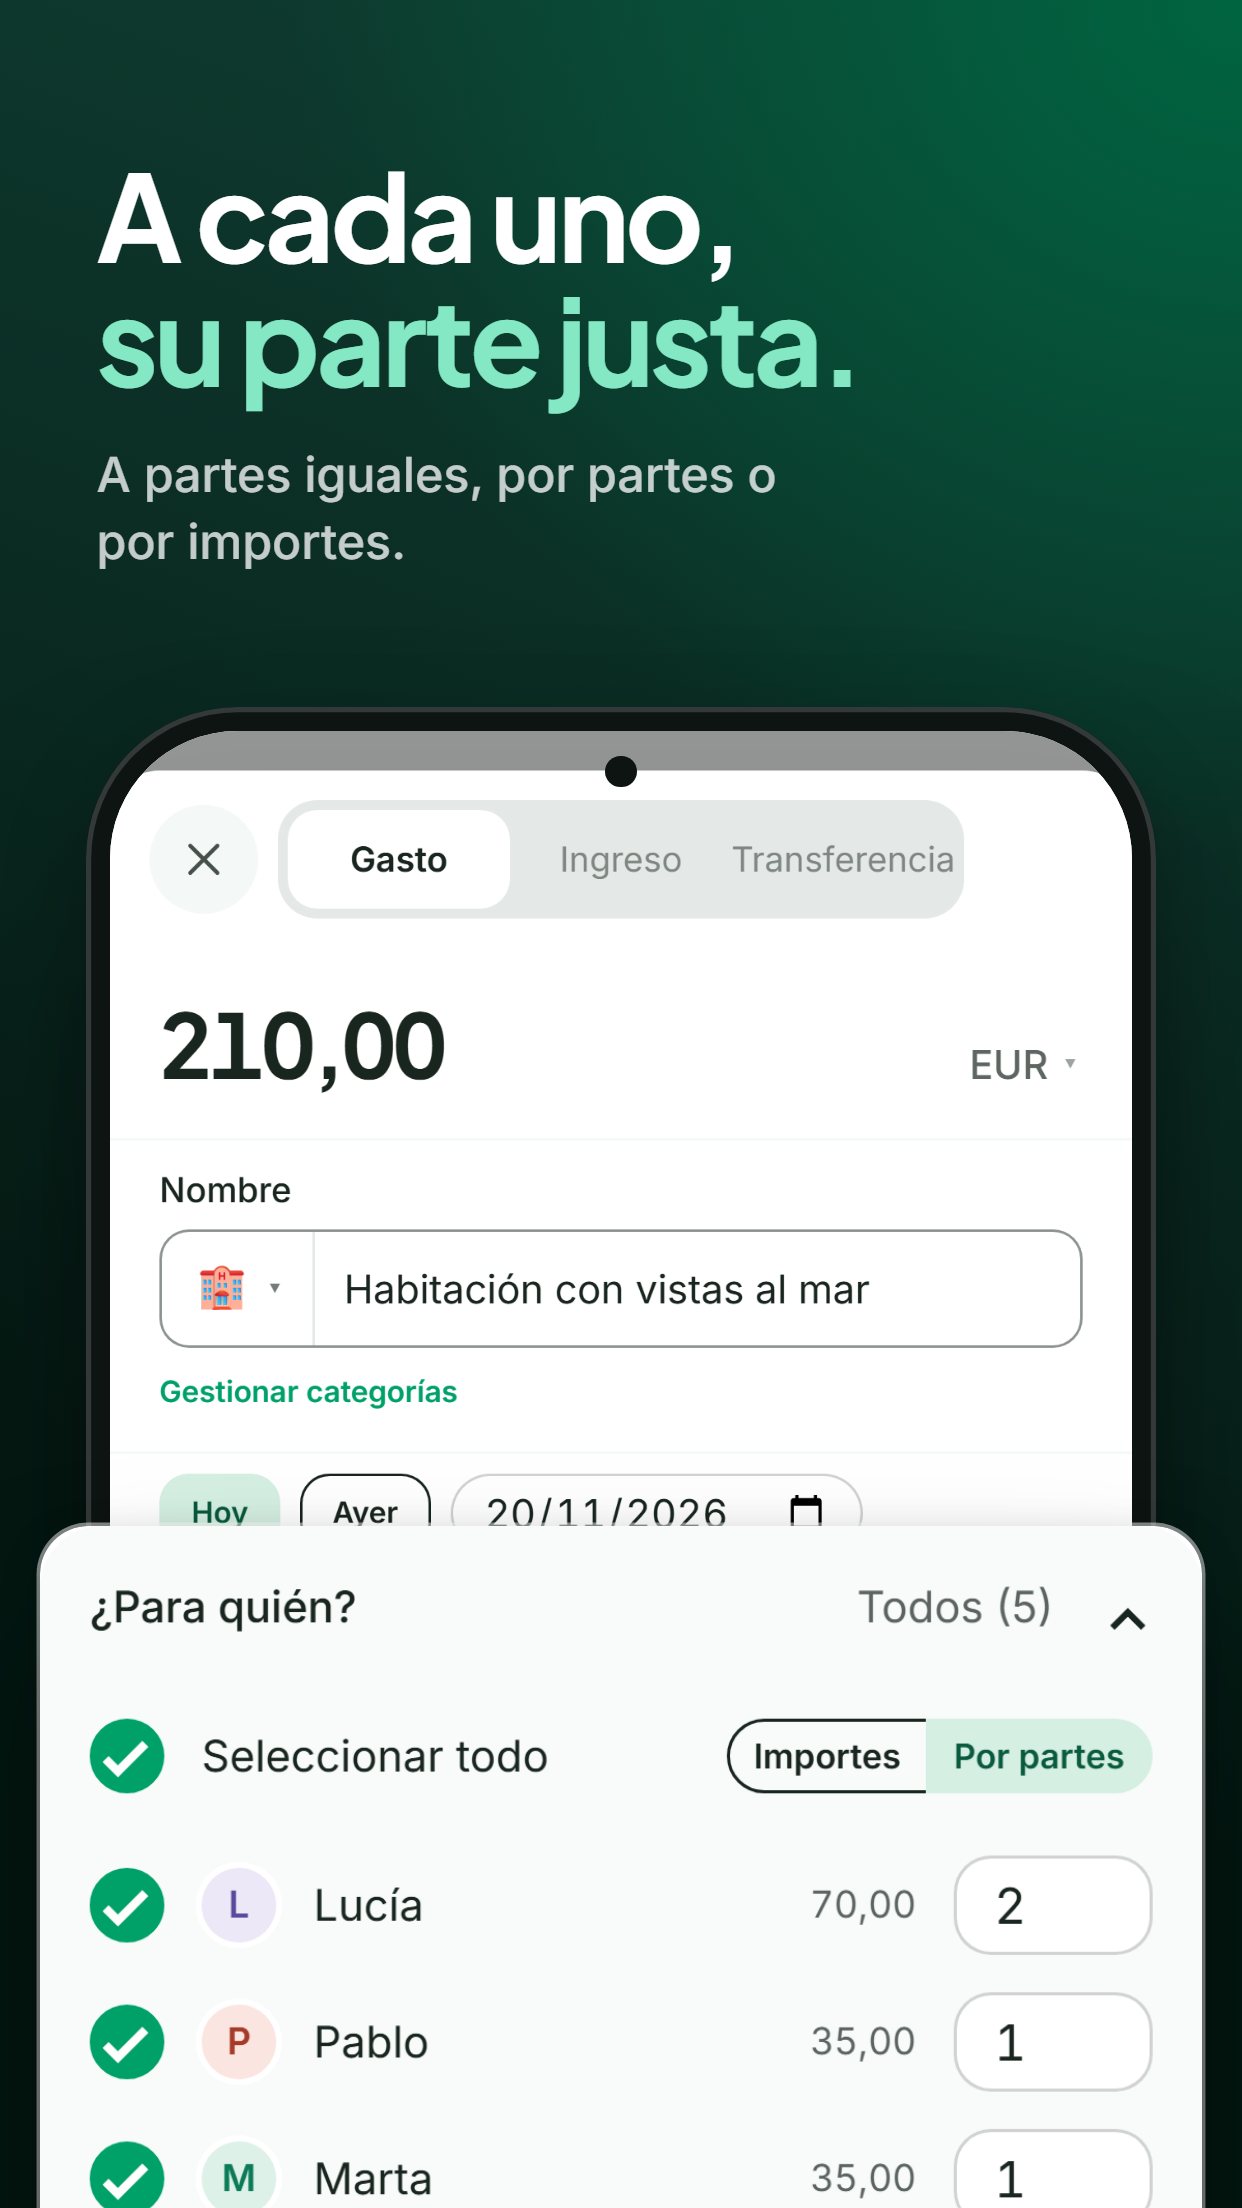 A cada uno,
su parte justa.
A partes iguales, por partes o
por importes.
Gasto Ingreso Transferencia
210,00 EUR
Nombre
Habitación con vistas al mar
Gestionar categorías
Hoy Ayer 20/11/2026
¿Para quién? Todos (5)
Seleccionar todo Importes Por partes
L Lucía 70,00 2
P Pablo 35,00 1
M Marta 35,00 1